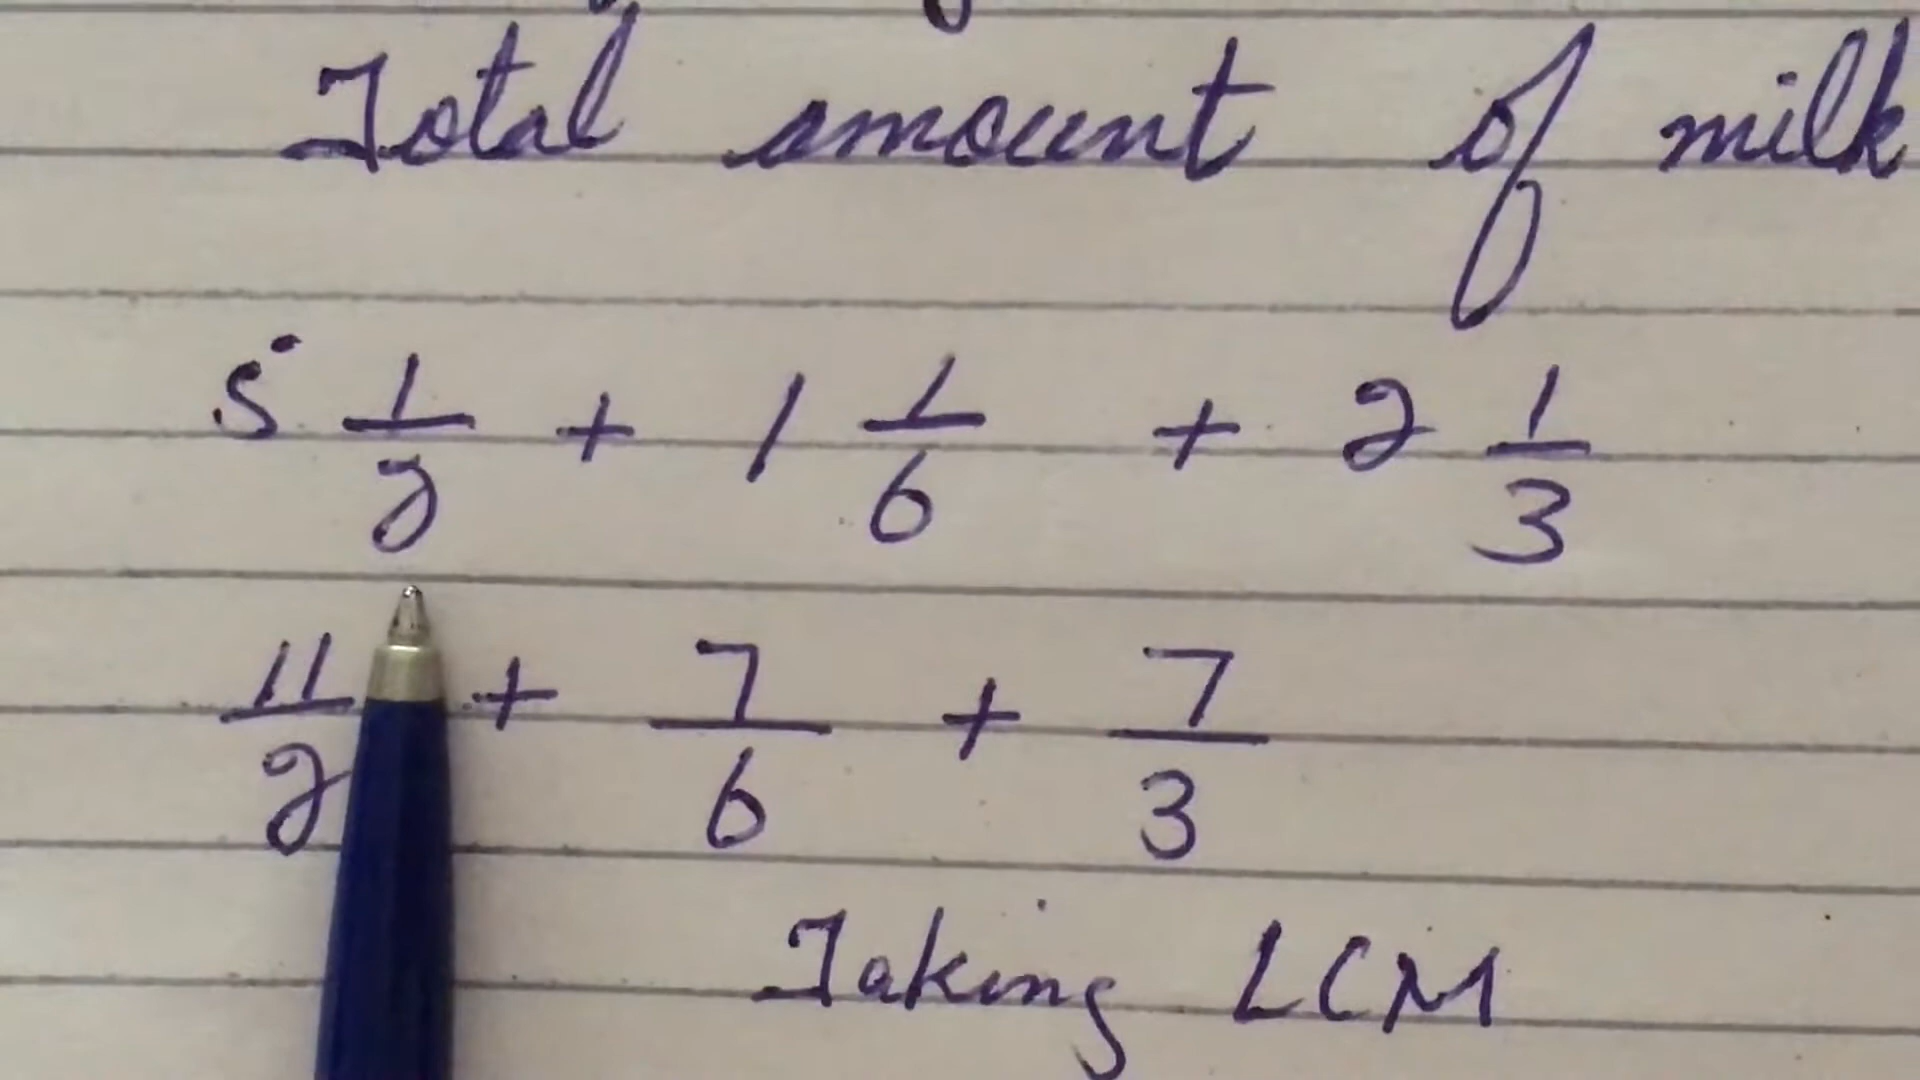 Total amount of milk
5 1/2 + 1 1/6 + 2 1/3
11/2 + 7/6 + 7/3
Taking LCM